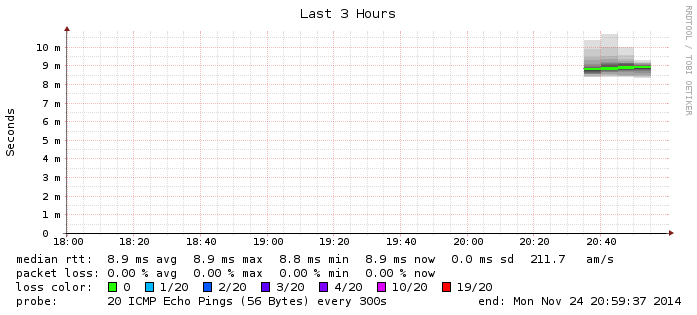 Last 3 Hours
RRDTOOL / TOBI OETIKER
Seconds
10 m
9 m
8 m
7 m
6 m
5 m
4 m
3 m
2 m
1 m
0
18:00 18:20 18:40 19:00 19:20 19:40 20:00 20:20 20:40
median rtt: 8.9 ms avg 8.9 ms max 8.8 ms min 8.9 ms now 0.0 ms sd 211.7 am/s
packet loss: 0.00 % avg 0.00 % max 0.00 % min 0.00 % now
loss color: 0 1/20 2/20 3/20 4/20 10/20 19/20
probe: 20 ICMP Echo Pings (56 Bytes) every 300s end: Mon Nov 24 20:59:37 2014